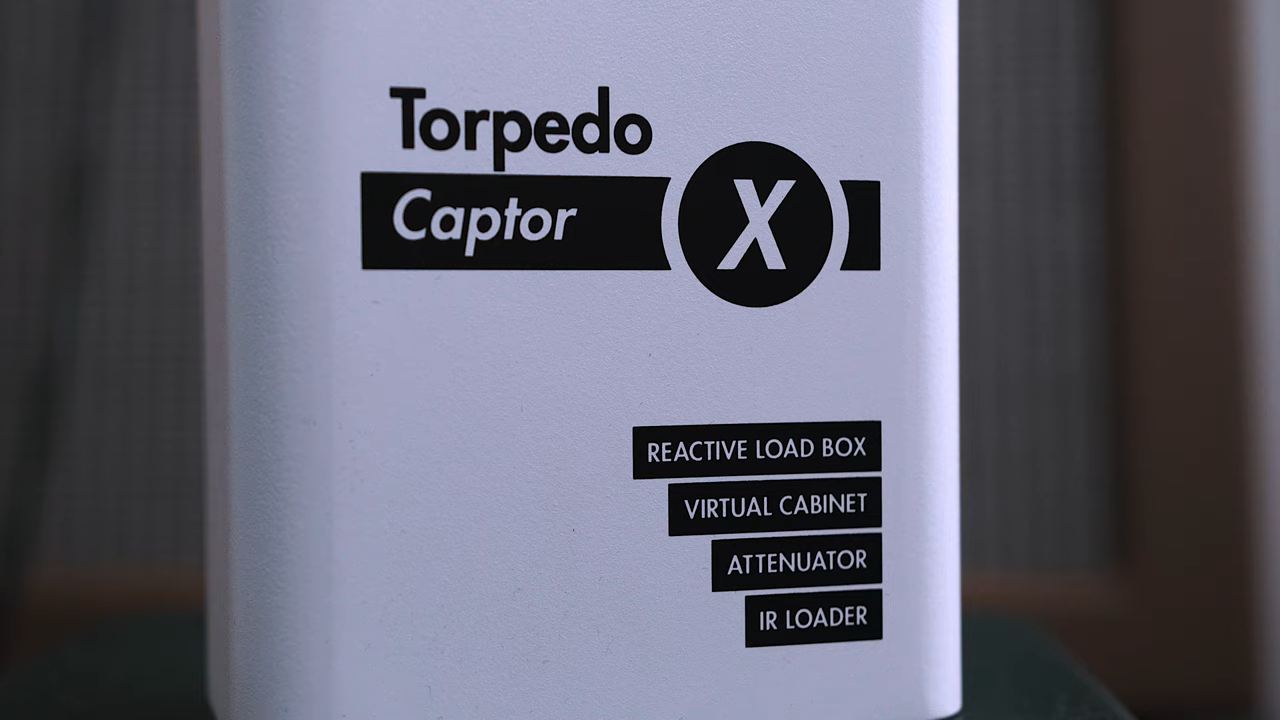 Torpedo
Captor X
REACTIVE LOAD BOX
VIRTUAL CABINET
ATTENUATOR
IR LOADER